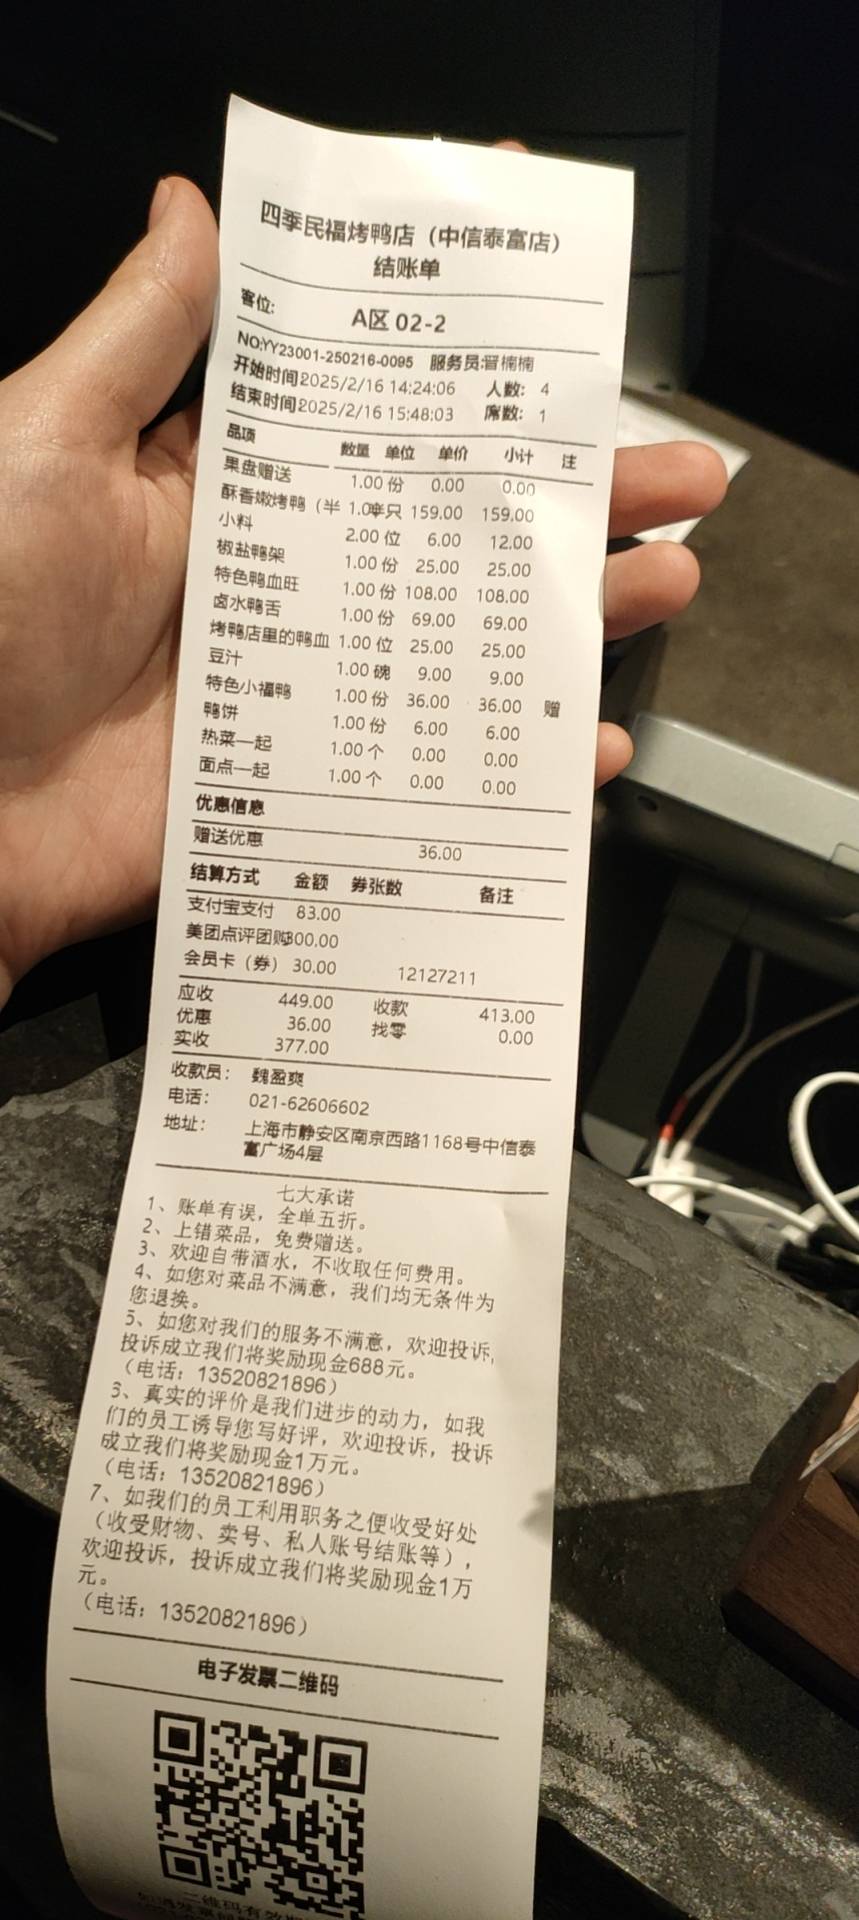 四季民福烤鸭店（中信泰富店）
结账单
客位： A区 02-2
NO:YY23001-250216-0095 服务员:晋楠楠
开始时间2025/2/16 14:24:06 人数： 4
结束时间2025/2/16 15:48:03 席数： 1
品项 数量 单位 单价 小计 注
果盘赠送 1.00 份 0.00 0.00
酥香嫩烤鸭（半 1.00 半只 159.00 159.00
小料 2.00 位 6.00 12.00
椒盐鸭架 1.00 份 25.00 25.00
特色鸭血旺 1.00 份 108.00 108.00
卤水鸭舌 1.00 份 69.00 69.00
烤鸭店里的鸭血 1.00 位 25.00 25.00
豆汁 1.00 碗 9.00 9.00
特色小福鸭 1.00 份 36.00 36.00 赠
鸭饼 1.00 份 6.00 6.00
热菜一起 1.00 个 0.00 0.00
面点一起 1.00 个 0.00 0.00
优惠信息
赠送优惠 36.00
结算方式 金额 券张数 备注
支付宝支付 83.00
美团点评团购300.00
会员卡（券） 30.00 12127211
应收 449.00 收款 413.00
优惠 36.00 找零 0.00
实收 377.00
收款员： 魏盈爽
电话： 021-62606602
地址： 上海市静安区南京西路1168号中信泰
富广场4层
七大承诺
1、账单有误，全单五折。
2、上错菜品，免费赠送。
3、欢迎自带酒水，不收取任何费用。
4、如您对菜品不满意，我们均无条件为
您退换。
5、如您对我们的服务不满意，欢迎投诉,
投诉成立我们将奖励现金688元。
（电话：13520821896）
6、真实的评价是我们进步的动力，如我
们的员工诱导您写好评，欢迎投诉，投诉
成立我们将奖励现金1万元。
（电话：13520821896）
7、如我们的员工利用职务之便收受好处
（收受财物、卖号、私人账号结账等），
欢迎投诉，投诉成立我们将奖励现金1万
元。
（电话：13520821896）
电子发票二维码
二维码有效期